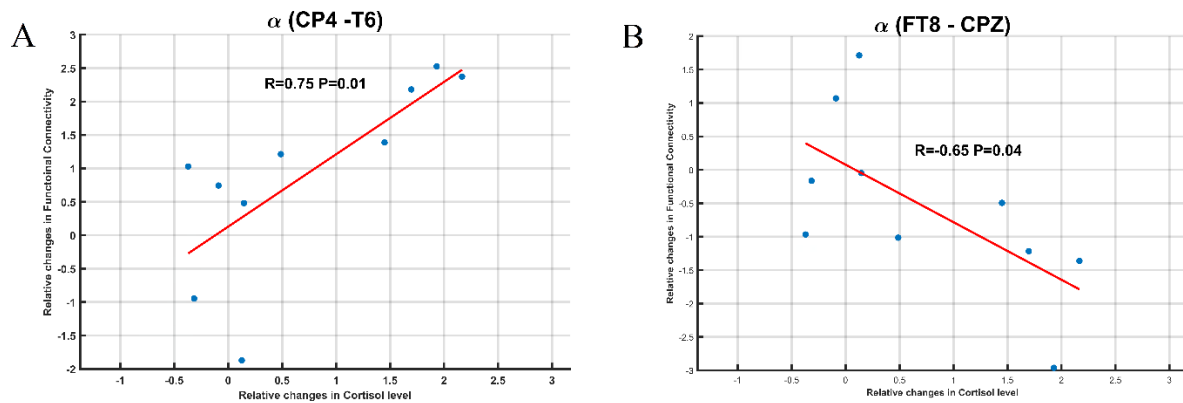 A
α (CP4 -T6)
Relative changes in Functoinal Connectivity
3
2.5
2
1.5
1
0.5
0
-0.5
-1
-1.5
-2
R=0.75 P=0.01
-1 -0.5 0 0.5 1 1.5 2 2.5 3
Relative changes in Cortisol level
B
α (FT8 - CPZ)
Relative changes in Functional Connectivity
2
1.5
1
0.5
0
-0.5
-1
-1.5
-2
-2.5
-3
R=-0.65 P=0.04
-1 -0.5 0 0.5 1 1.5 2 2.5 3
Relative changes in Cortisol level